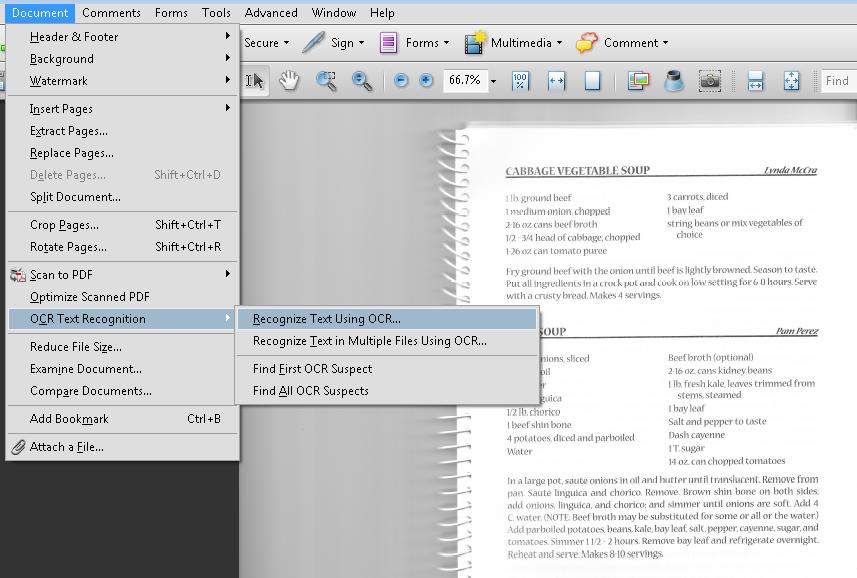 Document Comments Forms Tools Advanced Window Help
Secure Sign Forms Multimedia Comment
66.7% 100% Find
Header & Footer
Background
Watermark
Insert Pages
Extract Pages...
Replace Pages...
Delete Pages... Shift+Ctrl+D
Split Document...
Crop Pages... Shift+Ctrl+T
Rotate Pages... Shift+Ctrl+R
Scan to PDF
Optimize Scanned PDF
OCR Text Recognition
Reduce File Size...
Examine Document...
Compare Documents...
Add Bookmark Ctrl+B
Attach a File...
Recognize Text Using OCR...
Recognize Text in Multiple Files Using OCR...
Find First OCR Suspect
Find All OCR Suspects
CABBAGE VEGETABLE SOUP Lynda McCra
1 lb. ground beef
1 medium onion, chopped
2-16 oz cans beef broth
1/2 - 3/4 head of cabbage, chopped
1-26 oz can tomato puree
3 carrots, diced
1 bay leaf
string beans or mix vegetables of
choice
Fry ground beef with the onion until beef is lightly browned. Season to taste.
Put all ingredients in a crock pot and cook on low setting for 6-8 hours. Serve
with a crusty bread. Makes 4 servings.
SOUP Pam Perez
onions, sliced
oil
1/2 lb. chorico
1 beef shin bone
4 potatoes, diced and parboiled
Water
Beef broth (optional)
2-16 oz. cans kidney beans
1 lb. fresh kale, leaves trimmed from
stems, steamed
1 bay leaf
Salt and pepper to taste
Dash cayenne
1 T. sugar
14 oz. can chopped tomatoes
In a large pot, saute onions in oil and butter until translucent. Remove from
pan. Saute linguica and chorico. Remove. Brown shin bone on both sides;
add onions, linguica, and chorico; and simmer until onions are soft. Add 4
C. water. (NOTE: Beef broth may be substituted for some or all or the water.)
Add parboiled potatoes, beans, kale, bay leaf, salt, pepper, cayenne, sugar, and
tomatoes. Simmer 1 1/2 - 2 hours. Remove bay leaf and refrigerate overnight.
Reheat and serve. Makes 8-10 servings.